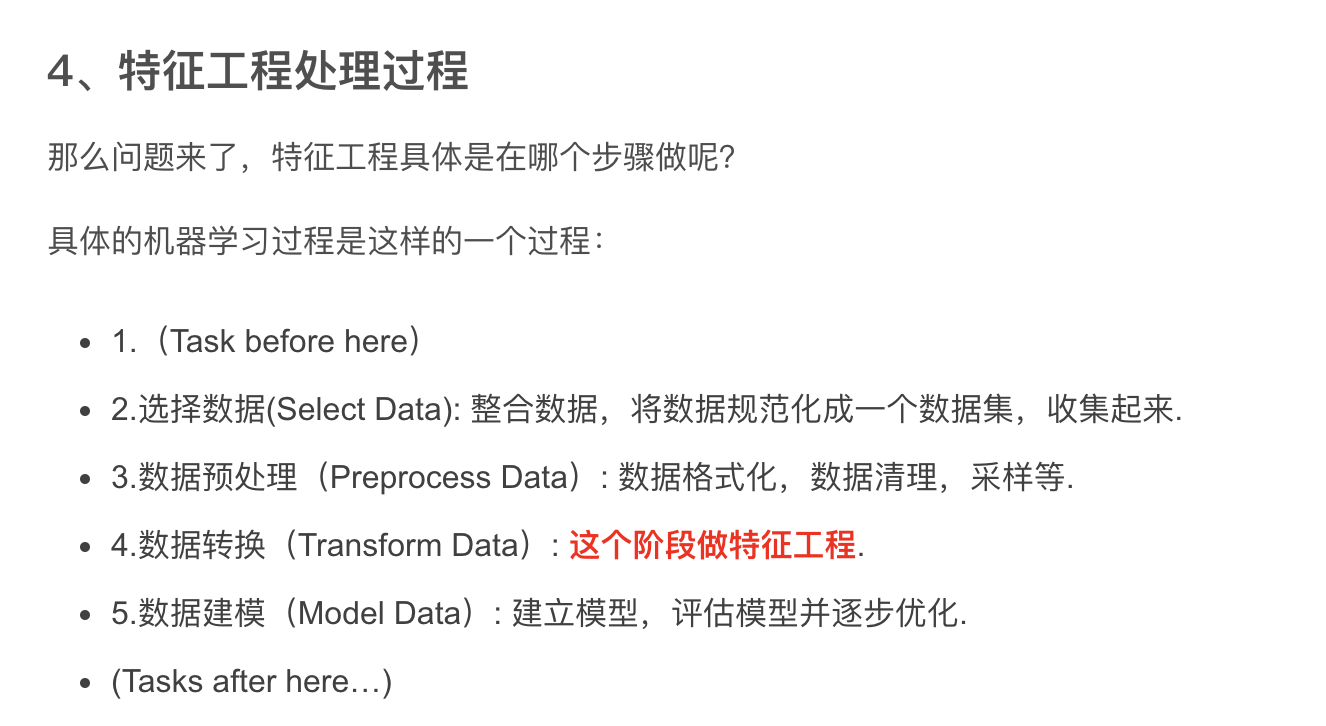 4、特征工程处理过程
那么问题来了，特征工程具体是在哪个步骤做呢？
具体的机器学习过程是这样的一个过程：
• 1.（Task before here）
• 2.选择数据(Select Data): 整合数据，将数据规范化成一个数据集，收集起来.
• 3.数据预处理（Preprocess Data）: 数据格式化，数据清理，采样等.
• 4.数据转换（Transform Data）: 这个阶段做特征工程.
• 5.数据建模（Model Data）: 建立模型，评估模型并逐步优化.
• (Tasks after here…)